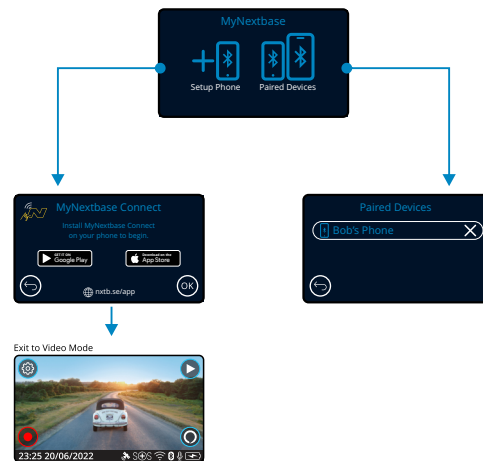 MyNextbase
Setup Phone
Paired Devices
MyNextbase Connect
Install MyNextbase Connect
on your phone to begin.
GET IT ON
Google Play
Download on the
App Store
nxtb.se/app
OK
Paired Devices
Bob's Phone
Exit to Video Mode
23:25 20/06/2022
SOS